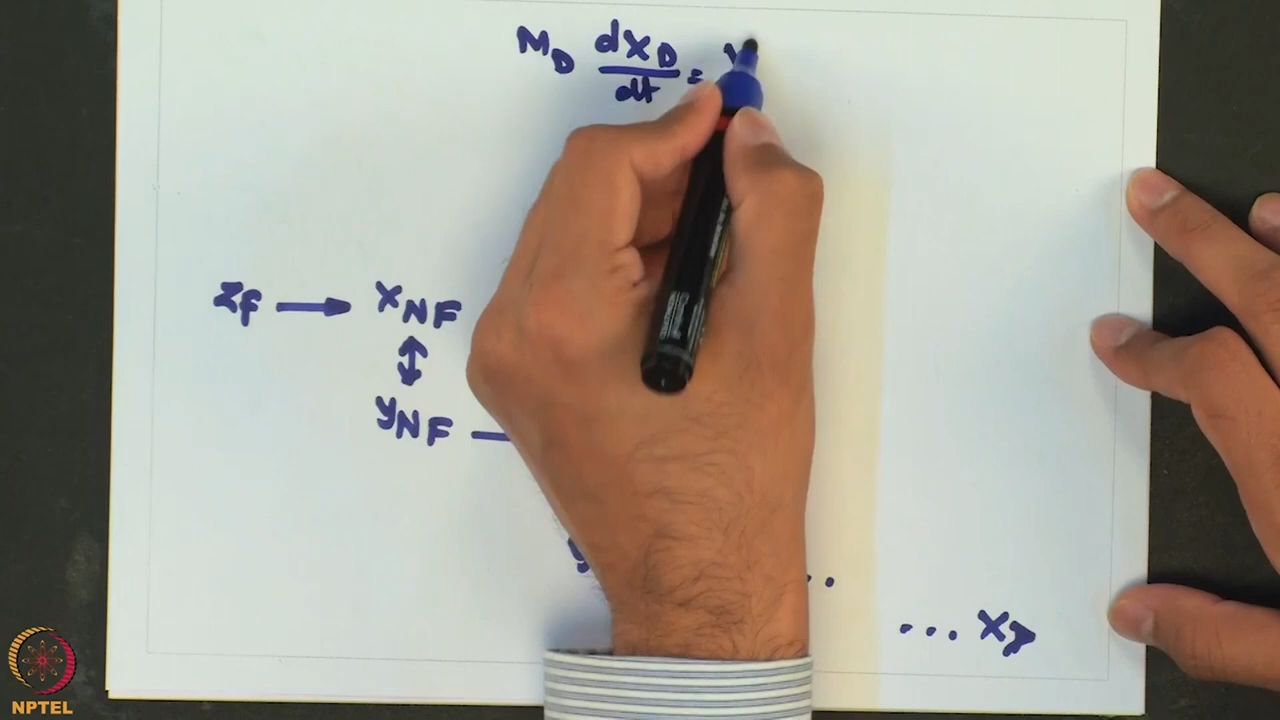 M_D dX_D/dt =
z_f → x_NF
↕
y_NF —
... x_D
NPTEL